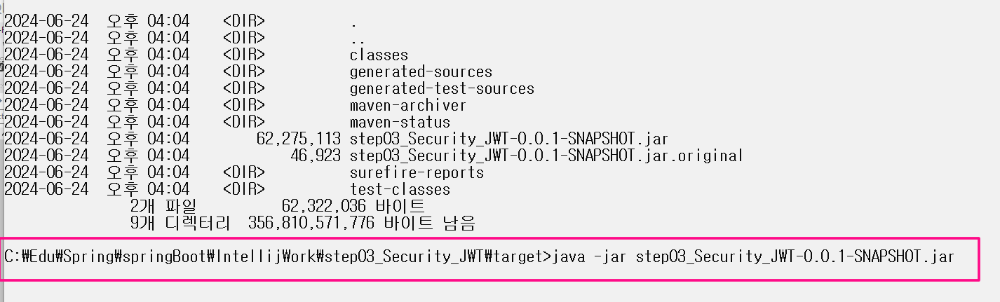 2024-06-24 오후 04:04 <DIR> .
2024-06-24 오후 04:04 <DIR> ..
2024-06-24 오후 04:04 <DIR> classes
2024-06-24 오후 04:04 <DIR> generated-sources
2024-06-24 오후 04:04 <DIR> generated-test-sources
2024-06-24 오후 04:04 <DIR> maven-archiver
2024-06-24 오후 04:04 <DIR> maven-status
2024-06-24 오후 04:04 62,275,113 step03_Security_JWT-0.0.1-SNAPSHOT.jar
2024-06-24 오후 04:04 46,923 step03_Security_JWT-0.0.1-SNAPSHOT.jar.original
2024-06-24 오후 04:04 <DIR> surefire-reports
2024-06-24 오후 04:04 <DIR> test-classes
2개 파일 62,322,036 바이트
9개 디렉터리 356,810,571,776 바이트 남음
C:₩Edu₩Spring₩springBoot₩IntellijWork₩step03_Security_JWT₩target>java -jar step03_Security_JWT-0.0.1-SNAPSHOT.jar